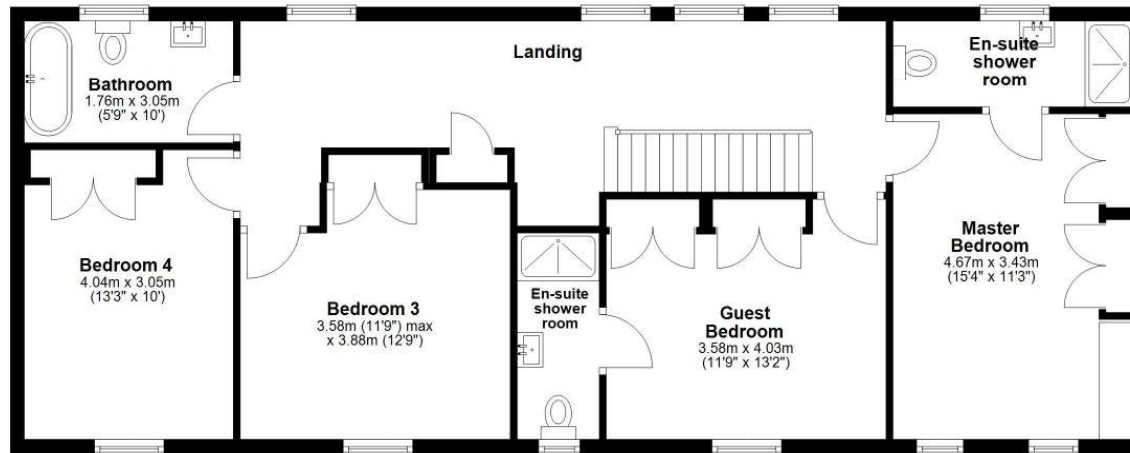 Bathroom
1.76m x 3.05m
(5'9" x 10')
Landing
En-suite
shower
room
Bedroom 4
4.04m x 3.05m
(13'3" x 10')
Bedroom 3
3.58m (11'9") max
x 3.88m (12'9")
En-suite
shower
room
Guest
Bedroom
3.58m x 4.03m
(11'9" x 13'2")
Master
Bedroom
4.67m x 3.43m
(15'4" x 11'3")